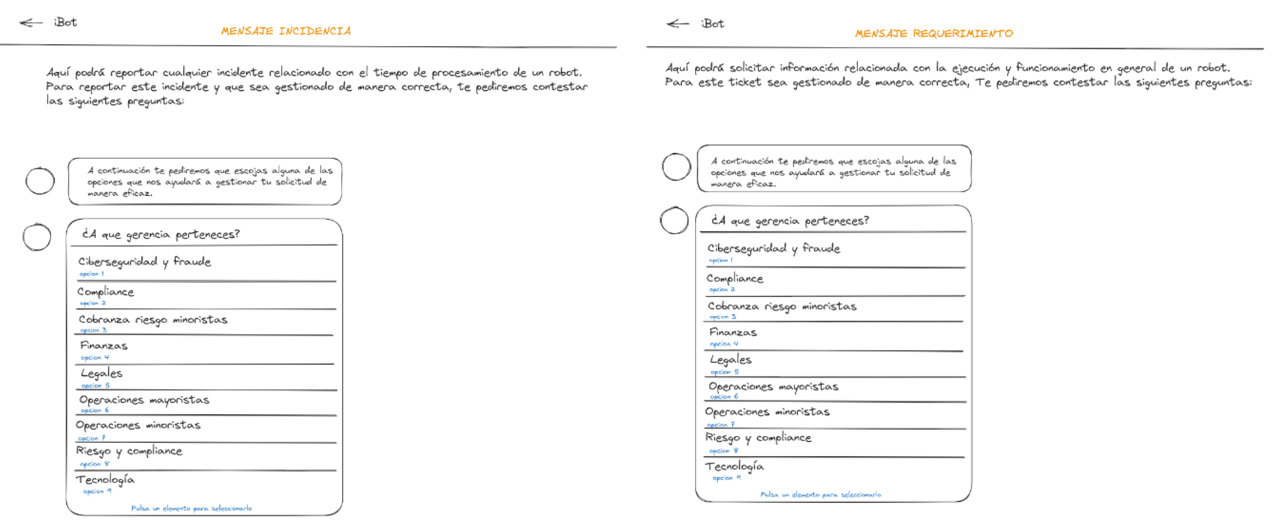 iBot
MENSAJE INCIDENCIA
Aquí podrá reportar cualquier incidente relacionado con el tiempo de procesamiento de un robot.
Para reportar este incidente y que sea gestionado de manera correcta, te pediremos contestar
las siguientes preguntas:
A continuación te pediremos que escojas alguna de las
opciones que nos ayudará a gestionar tu solicitud de
manera eficaz.
¿A que gerencia perteneces?
Ciberseguridad y fraude
opcion 1
Compliance
opcion 2
Cobranza riesgo minoristas
opcion 3
Finanzas
opcion 4
Legales
opcion 5
Operaciones mayoristas
opcion 6
Operaciones minoristas
opcion 7
Riesgo y compliance
opcion 8
Tecnología
opcion 9
Pulsa un elemento para seleccionarlo
iBot
MENSAJE REQUERIMIENTO
Aquí podrá solicitar información relacionada con la ejecución y funcionamiento en general de un robot.
Para este ticket sea gestionado de manera correcta, Te pediremos contestar las siguientes preguntas:
A continuación te pediremos que escojas alguna de las
opciones que nos ayudará a gestionar tu solicitud de
manera eficaz.
¿A que gerencia perteneces?
Ciberseguridad y fraude
opcion 1
Compliance
opcion 2
Cobranza riesgo minoristas
opcion 3
Finanzas
opcion 4
Legales
opcion 5
Operaciones mayoristas
opcion 6
Operaciones minoristas
opcion 7
Riesgo y compliance
opcion 8
Tecnología
opcion 9
Pulsa un elemento para seleccionarlo